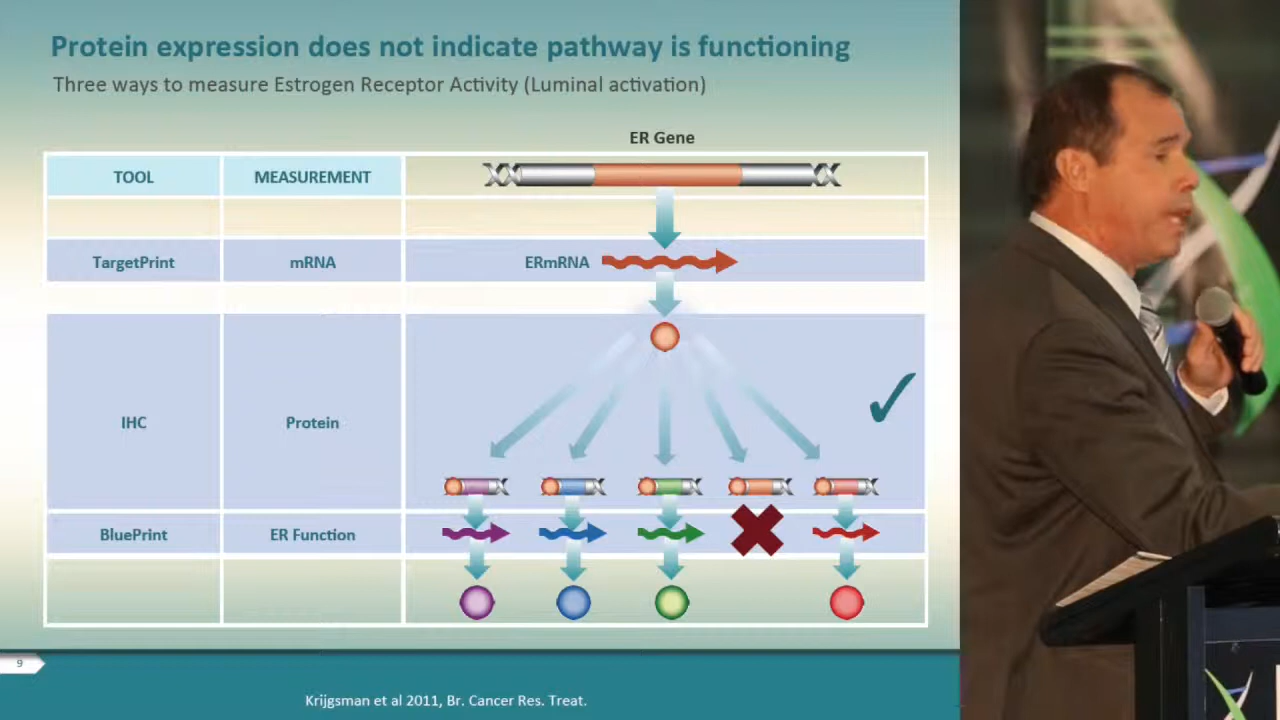 Protein expression does not indicate pathway is functioning
Three ways to measure Estrogen Receptor Activity (Luminal activation)
ER Gene
TOOL
MEASUREMENT
TargetPrint
mRNA
ERmRNA
IHC
Protein
BluePrint
ER Function
9
Krijgsman et al 2011, Br. Cancer Res. Treat.